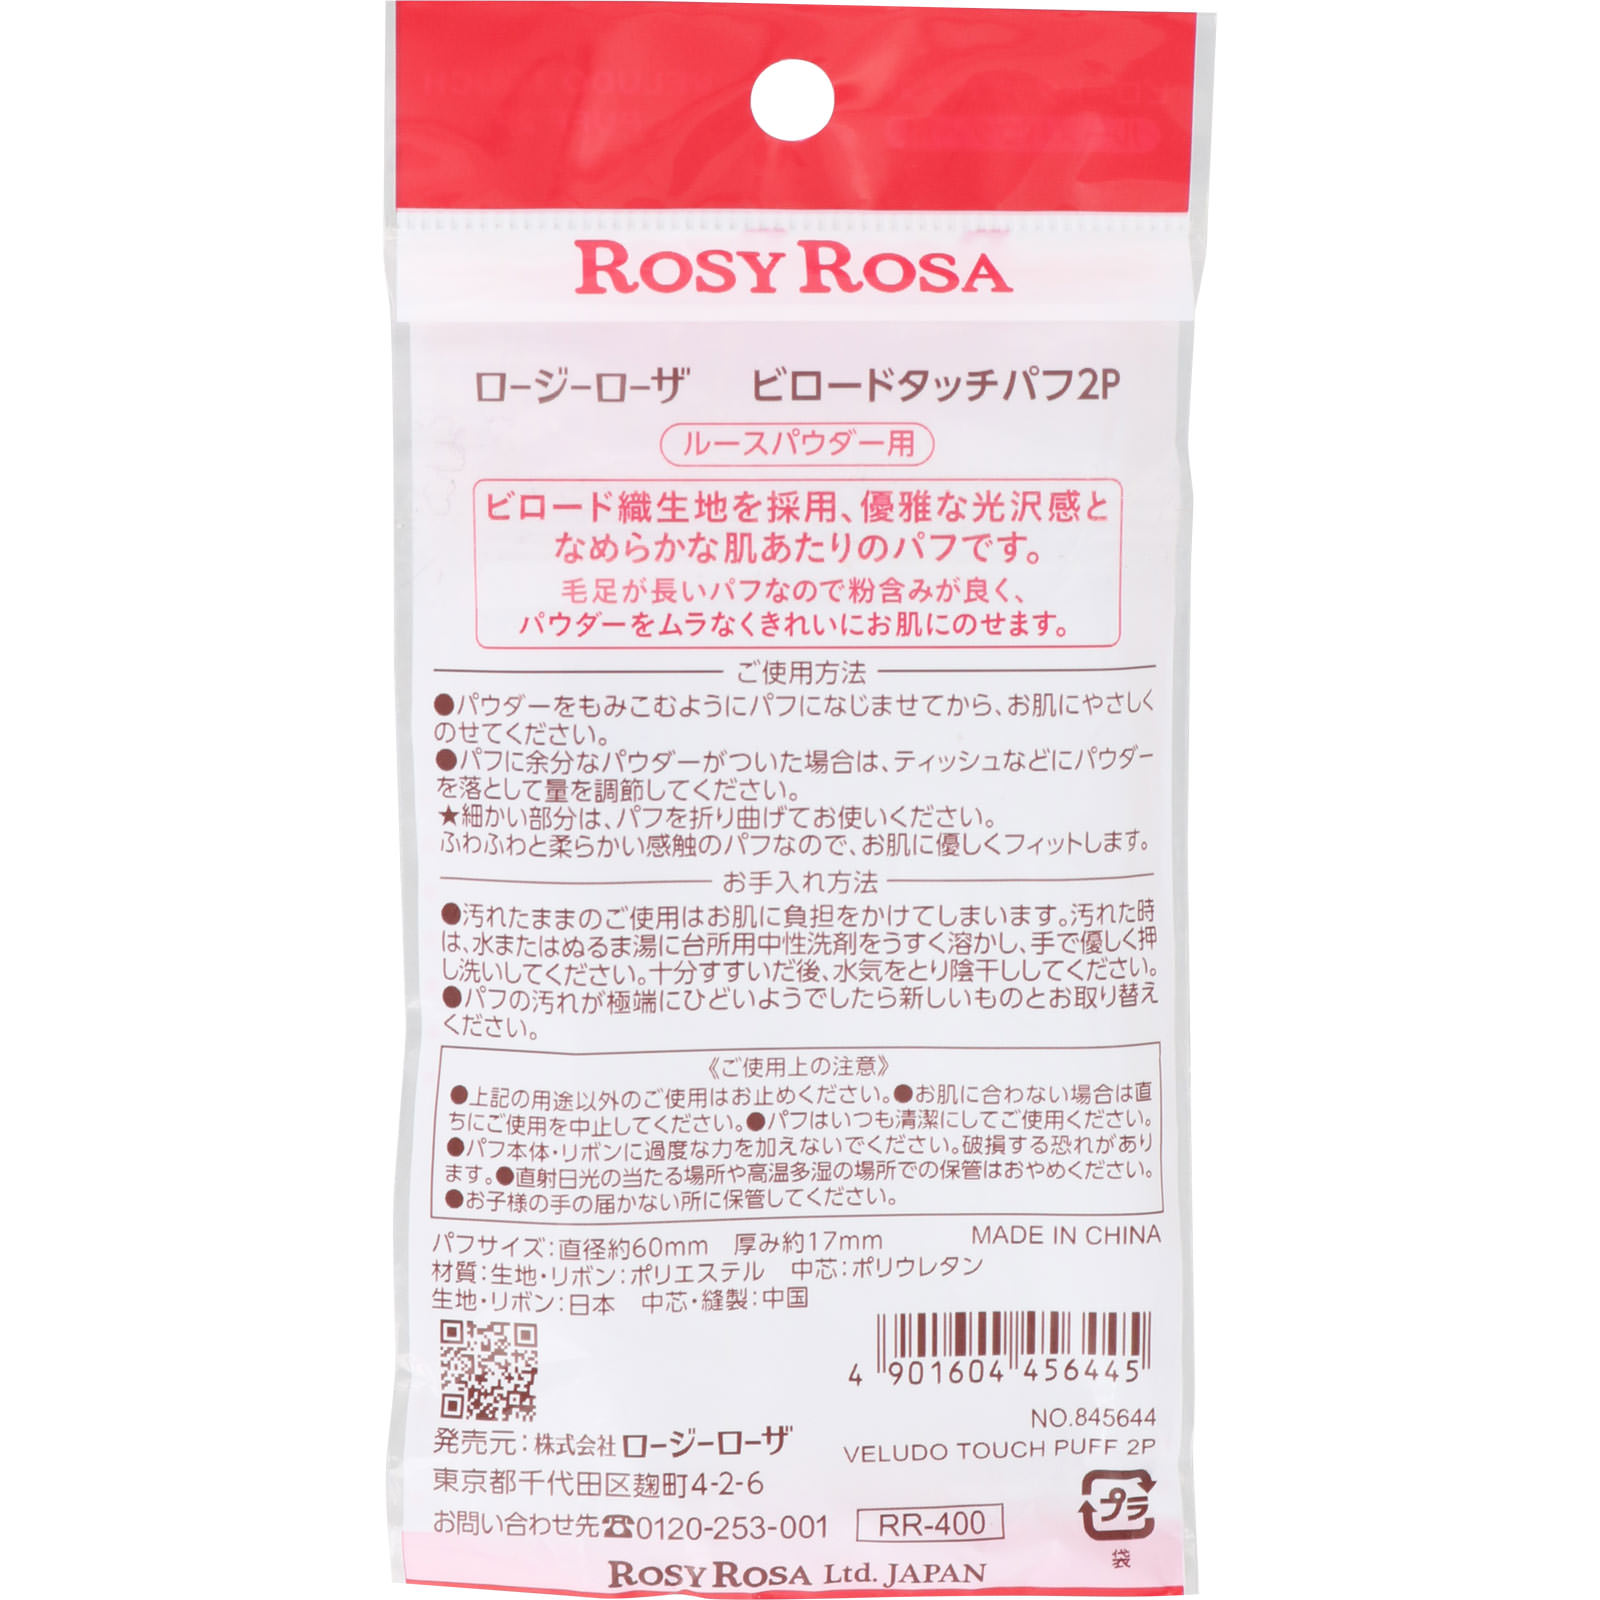 ROSY ROSA
ロージーローザ ビロードタッチパフ2P
ルースパウダー用
ビロード織生地を採用、優雅な光沢感と
なめらかな肌あたりのパフです。
毛足が長いパフなので粉含みが良く、
パウダーをムラなくきれいにお肌にのせます。
ご使用方法
●パウダーをもみこむようにパフになじませてから、お肌にやさしく
のせてください。
●パフに余分なパウダーがついた場合は、ティッシュなどにパウダー
を落として量を調節してください。
★細かい部分は、パフを折り曲げてお使いください。
ふわふわと柔らかい感触のパフなので、お肌に優しくフィットします。
お手入れ方法
●汚れたままのご使用はお肌に負担をかけてしまいます。汚れた時
は、水またはぬるま湯に台所用中性洗剤をうすく溶かし、手で優しく押
し洗いしてください。十分すすいだ後、水気をとり陰干ししてください。
●パフの汚れが極端にひどいようでしたら新しいものとお取り替え
ください。
《ご使用上の注意》
●上記の用途以外のご使用はお止めください。●お肌に合わない場合は直
ちにご使用を中止してください。●パフはいつも清潔にしてご使用ください。
●パフ本体・リボンに過度な力を加えないでください。破損する恐れがあり
ます。●直射日光の当たる場所や高温多湿の場所での保管はおやめください。
●お子様の手の届かない所に保管してください。
パフサイズ：直径約60mm 厚み約17mm MADE IN CHINA
材質：生地・リボン：ポリエステル 中芯：ポリウレタン
生地・リボン：日本 中芯・縫製：中国
4 901604 456445
NO.845644
VELUDO TOUCH PUFF 2P
発売元：株式会社ロージーローザ
東京都千代田区麹町4-2-6
お問い合わせ先☎0120-253-001 RR-400
プラ
袋
ROSY ROSA Ltd. JAPAN